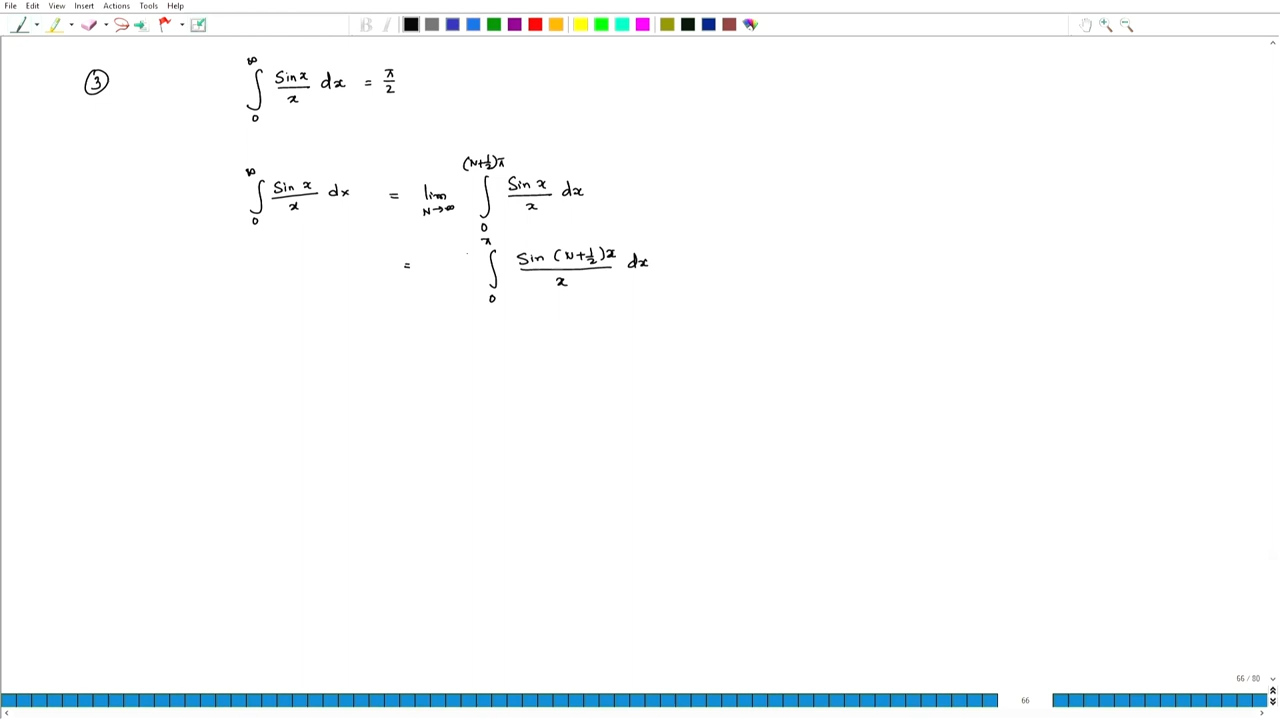 File Edit View Insert Actions Tools Help
B I
③ ∫₀^∞ Sin x / x dx = π/2
∫₀^∞ Sin x / x dx = lim N→∞ ∫₀^(N+½)π Sin x / x dx
= ∫₀^π Sin (N+½)x / x dx
66 / 80
66